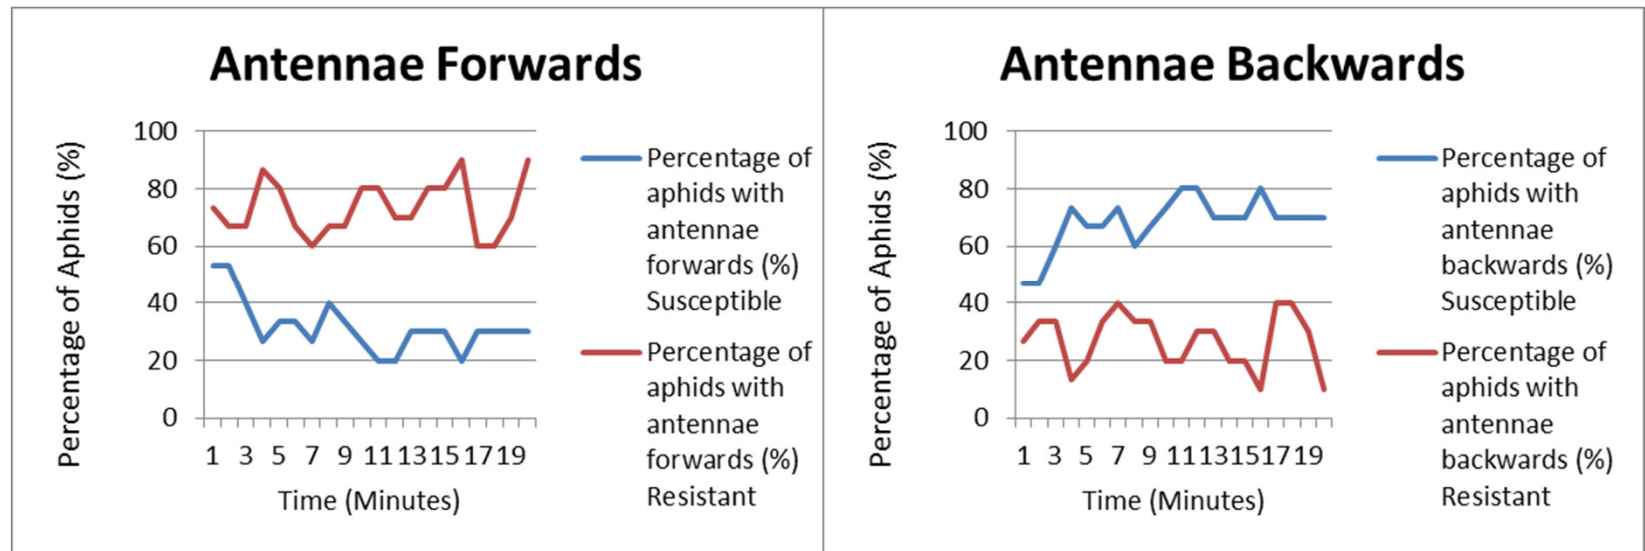 Antennae Forwards
Percentage of Aphids (%)
100
80
60
40
20
0
1 3 5 7 9 11 13 15 17 19
Time (Minutes)
Percentage of
aphids with
antennae
forwards (%)
Susceptible
Percentage of
aphids with
antennae
forwards (%)
Resistant
Antennae Backwards
Percentage of Aphids (%)
100
80
60
40
20
0
1 3 5 7 9 11 13 15 17 19
Time (Minutes)
Percentage of
aphids with
antennae
backwards (%)
Susceptible
Percentage of
aphids with
antennae
backwards (%)
Resistant